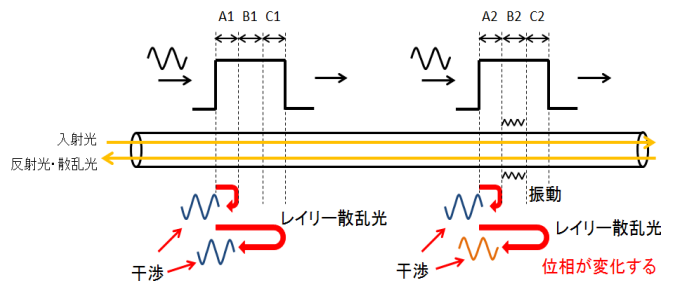 A1 B1 C1
A2 B2 C2
入射光
反射光・散乱光
振動
レイリー散乱光
レイリー散乱光
干渉
干渉
位相が変化する